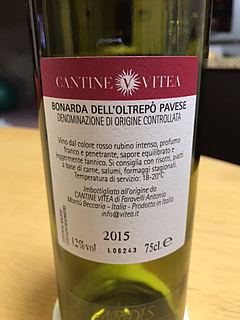 CANTINE V VITEA
BONARDA DELL'OLTREPÒ PAVESE
DENOMINAZIONE DI ORIGINE CONTROLLATA
Vino dal colore rosso rubino intenso, profumo
franco e penetrante, sapore equilibrato e
leggermente tannico. Si consiglia con risotti, piatti
a base di carne, salumi, formaggi stagionati.
Temperatura di servizio: 18-20°C
Imbottigliato all'origine da
CANTINE VITEA di Faravelli Antonio
Montù Beccaria - Italia - Prodotto in Italia
info@vitea.it
12%vol 2015 75cl.e
L06243